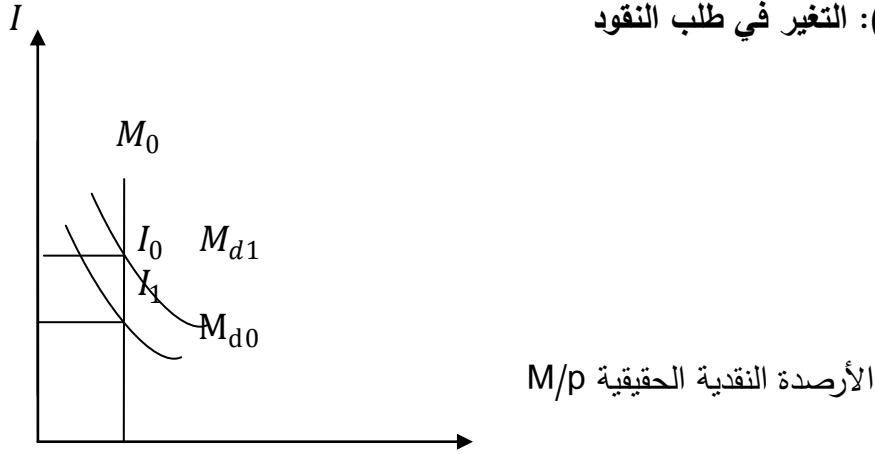 ): التغير في طلب النقود
I
M₀
I₀ M_d1
I₁
M_d0
الأرصدة النقدية الحقيقية M/p